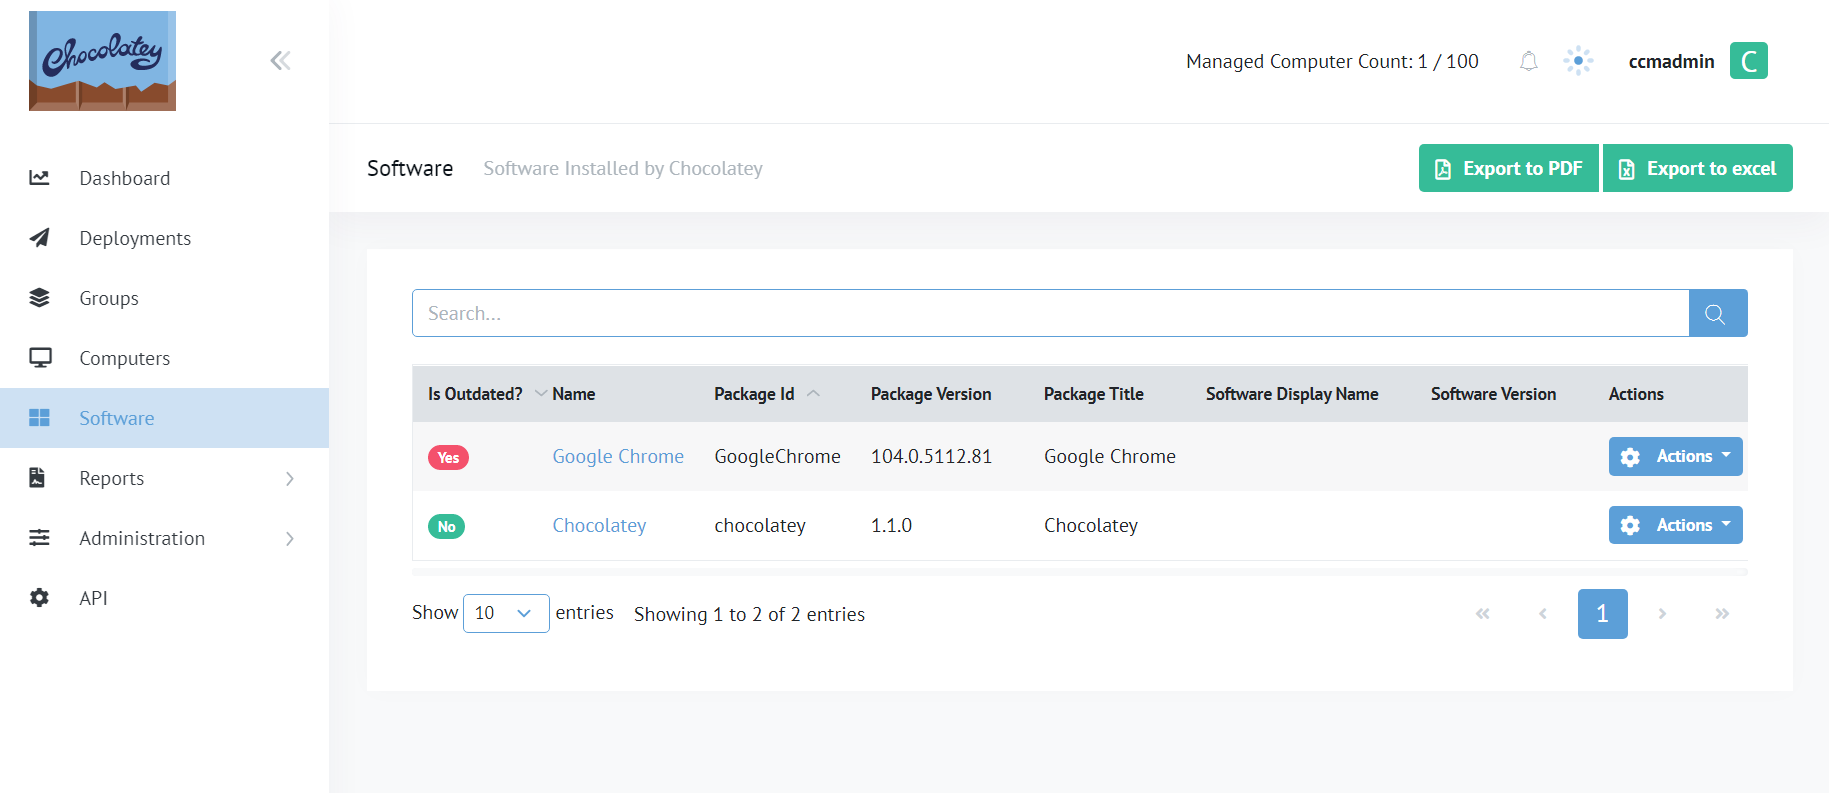 Chocolatey
Managed Computer Count: 1 / 100
ccmadmin
C
Dashboard
Deployments
Groups
Computers
Software
Reports
Administration
API
Software
Software Installed by Chocolatey
Export to PDF
Export to excel
Search...
Is Outdated? Name Package Id Package Version Package Title Software Display Name Software Version Actions
Yes Google Chrome GoogleChrome 104.0.5112.81 Google Chrome Actions
No Chocolatey chocolatey 1.1.0 Chocolatey Actions
Show 10 entries Showing 1 to 2 of 2 entries
« ‹ 1 › »